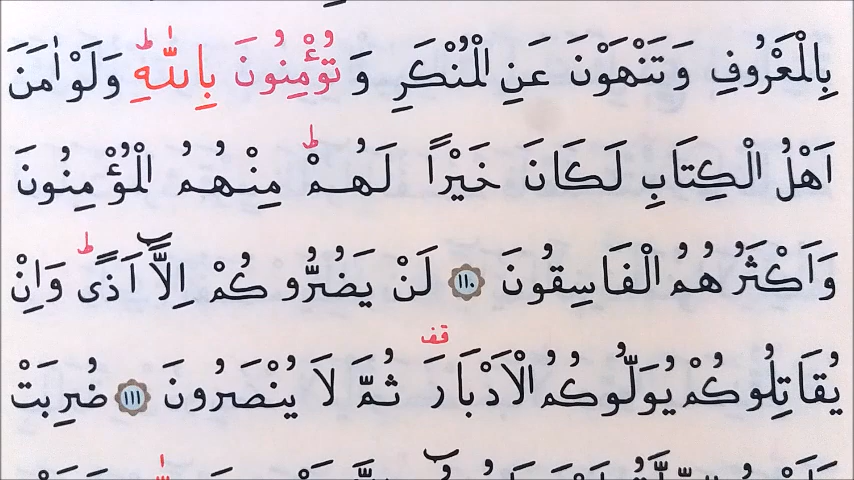 بِالْمَعْرُوفِ وَتَنْهَوْنَ عَنِ الْمُنْكَرِ وَتُؤْمِنُونَ بِاللّٰهِ ؕ وَلَوْ اٰمَنَ
اَهْلُ الْكِتَابِ لَكَانَ خَيْرًا لَهُمْ ؕ مِنْهُمُ الْمُؤْمِنُونَ
وَاَكْثَرُهُمُ الْفَاسِقُونَ ١١٠ لَنْ يَضُرُّوكُمْ اِلَّٓا اَذًى ؕ وَاِنْ
يُقَاتِلُوكُمْ يُوَلُّوكُمُ الْاَدْبَارَ قف ثُمَّ لَا يُنْصَرُونَ ١١١ ضُرِبَتْ